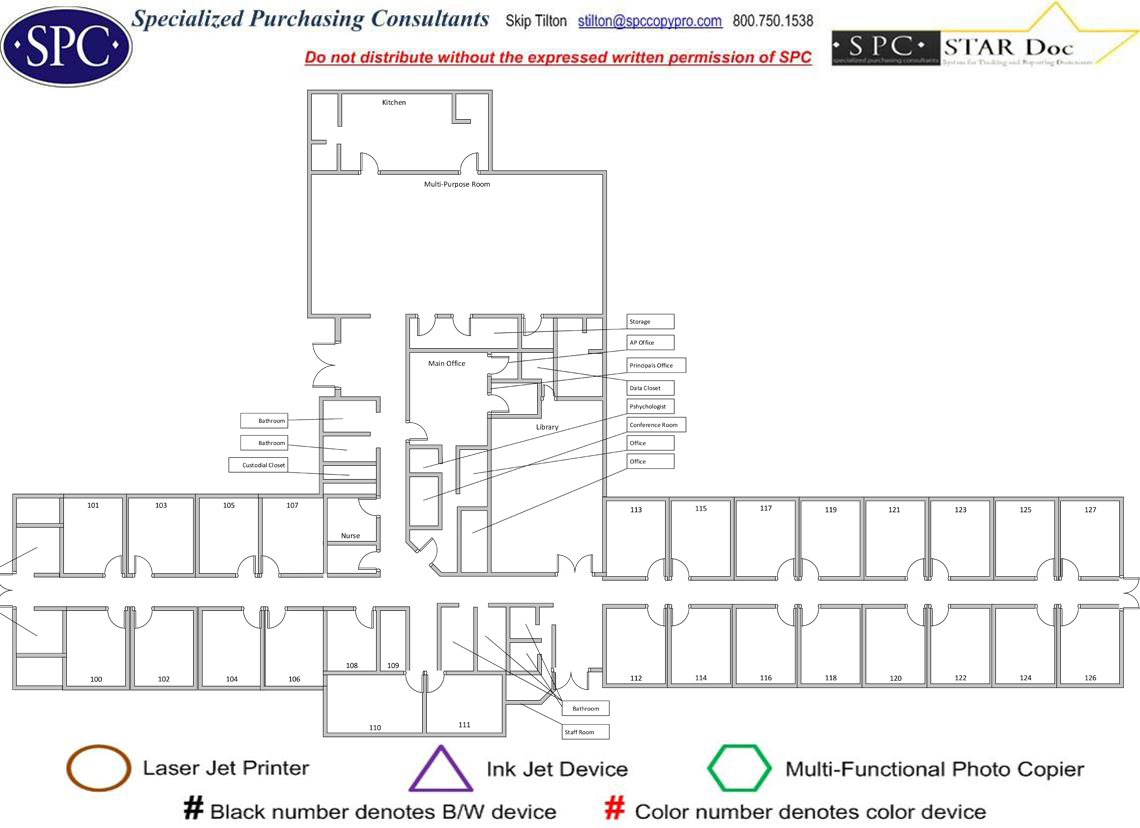 Specialized Purchasing Consultants Skip Tilton stilton@spccopypro.com 800.750.1538
·SPC·
·SPC· STAR Doc
specialized purchasing consultants System for Tracking and Reporting Documents
Do not distribute without the expressed written permission of SPC
Kitchen
Multi-Purpose Room
Storage
AP Office
Main Office
Principals Office
Data Closet
Pshychologist
Bathroom
Conference Room
Library
Bathroom
Office
Custodial Closet
Office
101
103
105
107
Nurse
113
115
117
119
121
123
125
127
100
102
104
106
108
109
112
114
116
118
120
122
124
126
110
111
Bathroom
Staff Room
Laser Jet Printer
Ink Jet Device
Multi-Functional Photo Copier
# Black number denotes B/W device
# Color number denotes color device